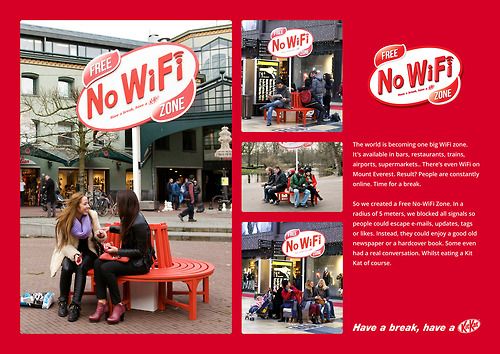 FREE
No WiFi
Have a break, have a KitKat
ZONE
FREE
No WiFi
ZONE
No WiFi
FREE
No WiFi
ZONE
FREE
No WiFi
Have a break, have a KitKat
ZONE
The world is becoming one big WiFi zone.
It's available in bars, restaurants, trains,
airports, supermarkets.. There's even WiFi on
Mount Everest. Result? People are constantly
online. Time for a break.
So we created a Free No-WiFi Zone. In a
radius of 5 meters, we blocked all signals so
people could escape e-mails, updates, tags
or likes. Instead, they could enjoy a good old
newspaper or a hardcover book. Some even
had a real conversation. Whilst eating a Kit
Kat of course.
Have a break, have a KitKat